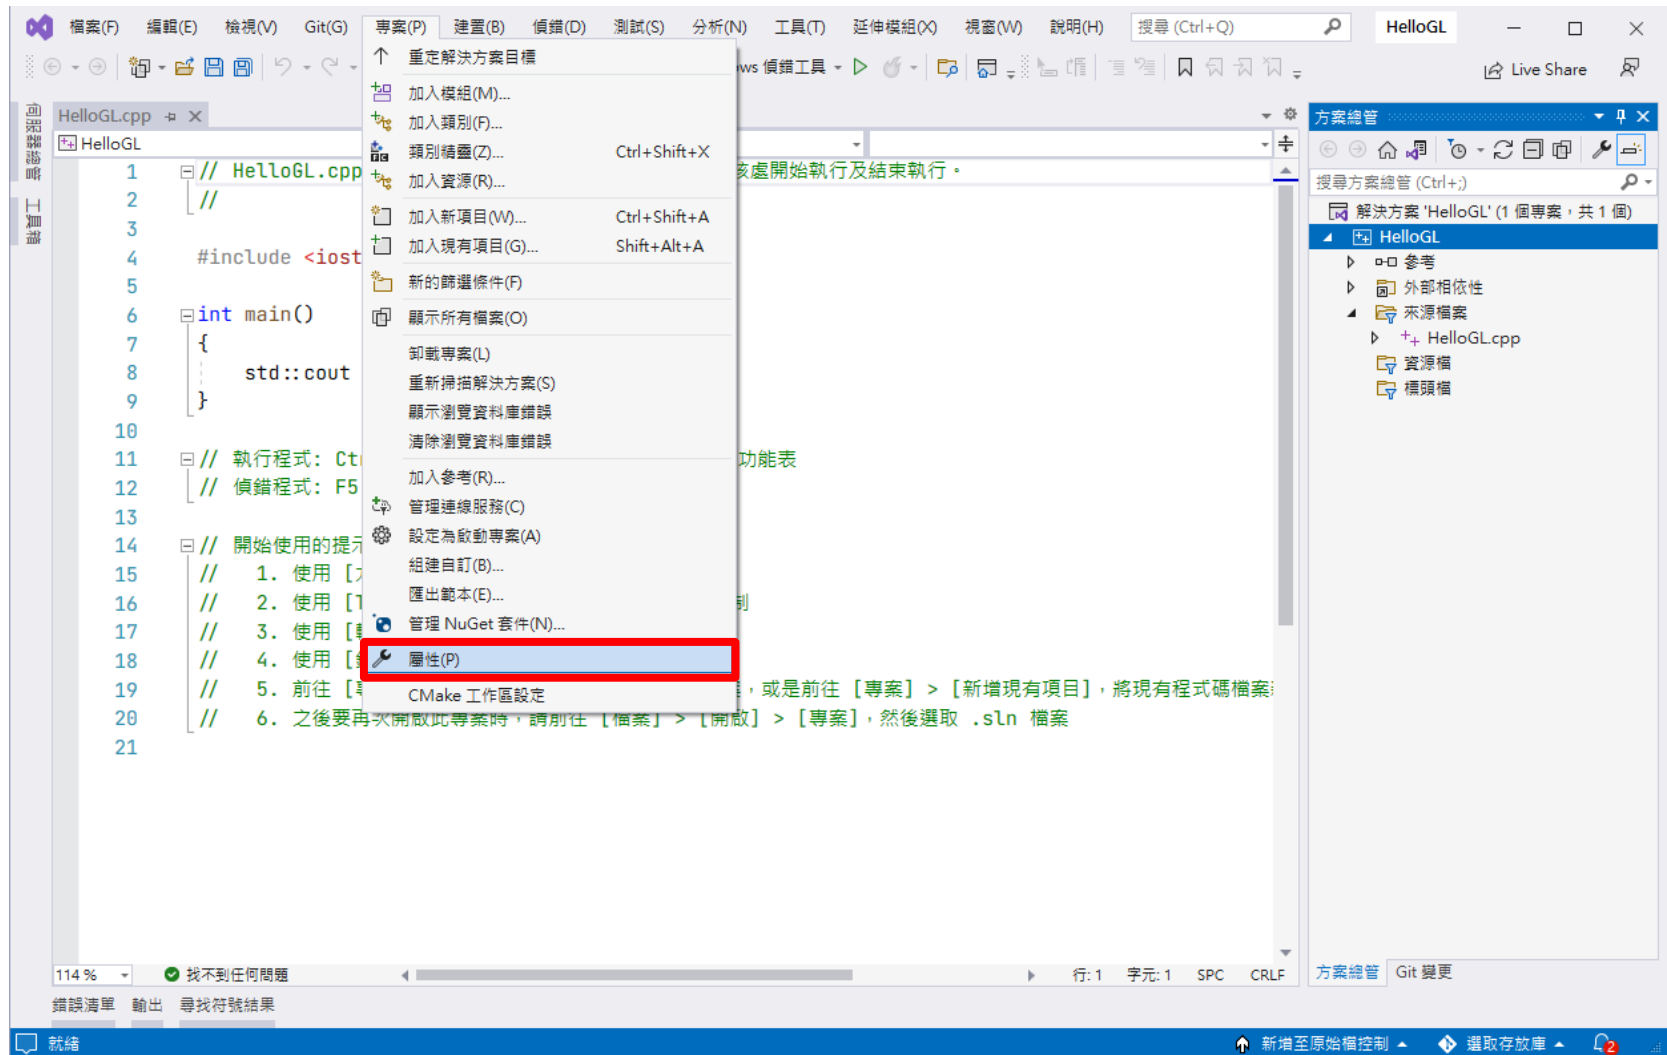 檔案(F) 編輯(E) 檢視(V) Git(G) 專案(P) 建置(B) 偵錯(D) 測試(S) 分析(N) 工具(T) 延伸模組(X) 視窗(W) 說明(H) 搜尋 (Ctrl+Q) HelloGL
ws 偵錯工具 Live Share
伺服器總管
工具箱
HelloGL.cpp
HelloGL
1 // HelloGL.cpp 該處開始執行及結束執行。
2 //
3
4 #include <iost
5
6 int main()
7 {
8 std::cout
9 }
10
11 // 執行程式: Ct 功能表
12 // 偵錯程式: F5
13
14 // 開始使用的提示
15 // 1. 使用 [
16 // 2. 使用 [T 制
17 // 3. 使用 [
18 // 4. 使用 [
19 // 5. 前往 [ ,或是前往 [專案] > [新增現有項目],將現有程式碼檔案
20 // 6. 之後要再次開啟此專案時,請前往 [檔案] > [開啟] > [專案],然後選取 .sln 檔案
21
重定解決方案目標
加入模組(M)...
加入類別(F)...
類別精靈(Z)... Ctrl+Shift+X
加入資源(R)...
加入新項目(W)... Ctrl+Shift+A
加入現有項目(G)... Shift+Alt+A
新的篩選條件(F)
顯示所有檔案(O)
卸載專案(L)
重新掃描解決方案(S)
顯示瀏覽資料庫錯誤
清除瀏覽資料庫錯誤
加入參考(R)...
管理連線服務(C)
設定為啟動專案(A)
組建自訂(B)...
匯出範本(E)...
管理 NuGet 套件(N)...
屬性(P)
CMake 工作區設定
方案總管
搜尋方案總管 (Ctrl+;)
解決方案 'HelloGL' (1 個專案,共 1 個)
HelloGL
參考
外部相依性
來源檔案
HelloGL.cpp
資源檔
標頭檔
方案總管 Git 變更
114 % 找不到任何問題 行: 1 字元: 1 SPC CRLF
錯誤清單 輸出 尋找符號結果
就緒 新增至原始檔控制 選取存放庫 2